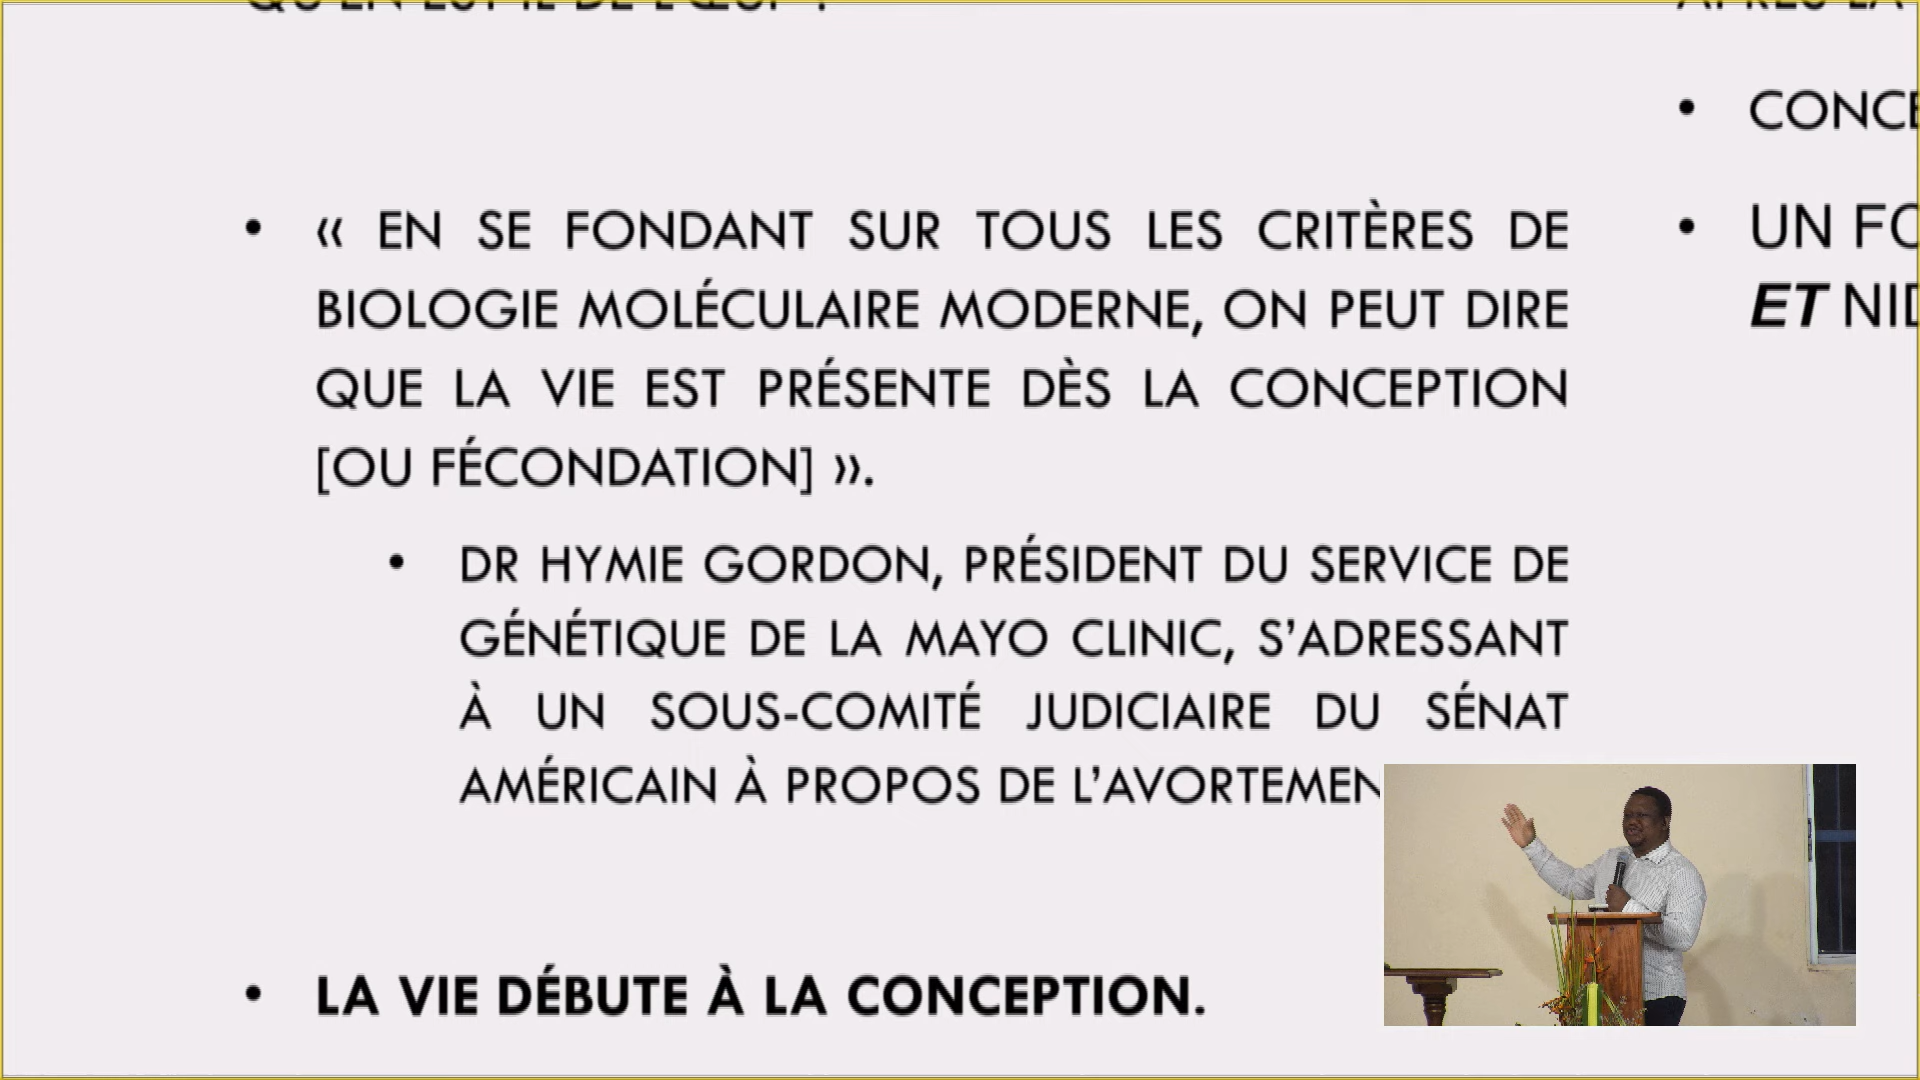 • « EN SE FONDANT SUR TOUS LES CRITÈRES DE
BIOLOGIE MOLÉCULAIRE MODERNE, ON PEUT DIRE
QUE LA VIE EST PRÉSENTE DÈS LA CONCEPTION
[OU FÉCONDATION] ».
• DR HYMIE GORDON, PRÉSIDENT DU SERVICE DE
GÉNÉTIQUE DE LA MAYO CLINIC, S’ADRESSANT
À UN SOUS-COMITÉ JUDICIAIRE DU SÉNAT
AMÉRICAIN À PROPOS DE L’AVORTEMEN
• LA VIE DÉBUTE À LA CONCEPTION.
• CONCE
• UN FO
ET NID